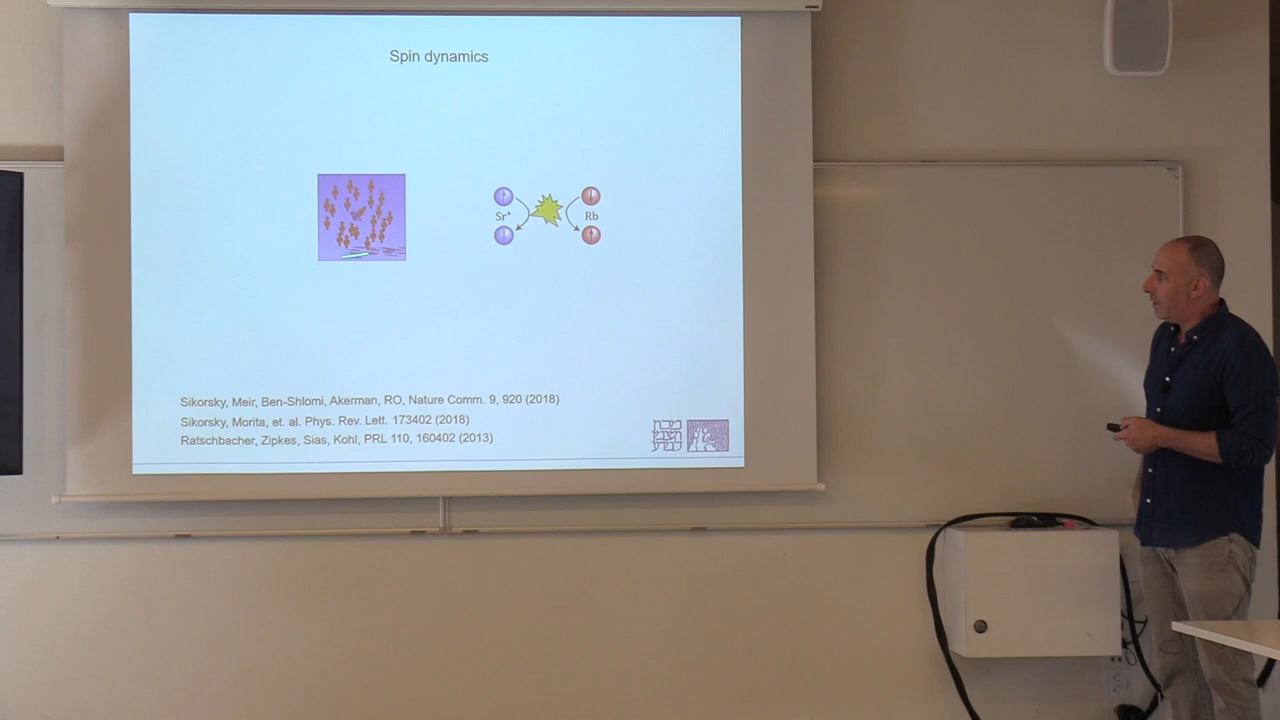 Spin dynamics
Sr⁺
Rb
Sikorsky, Meir, Ben-Shlomi, Akerman, RO, Nature Comm. 9, 920 (2018)
Sikorsky, Morita, et. al. Phys. Rev. Lett. 173402 (2018)
Ratschbacher, Zipkes, Sias, Kohl, PRL 110, 160402 (2013)